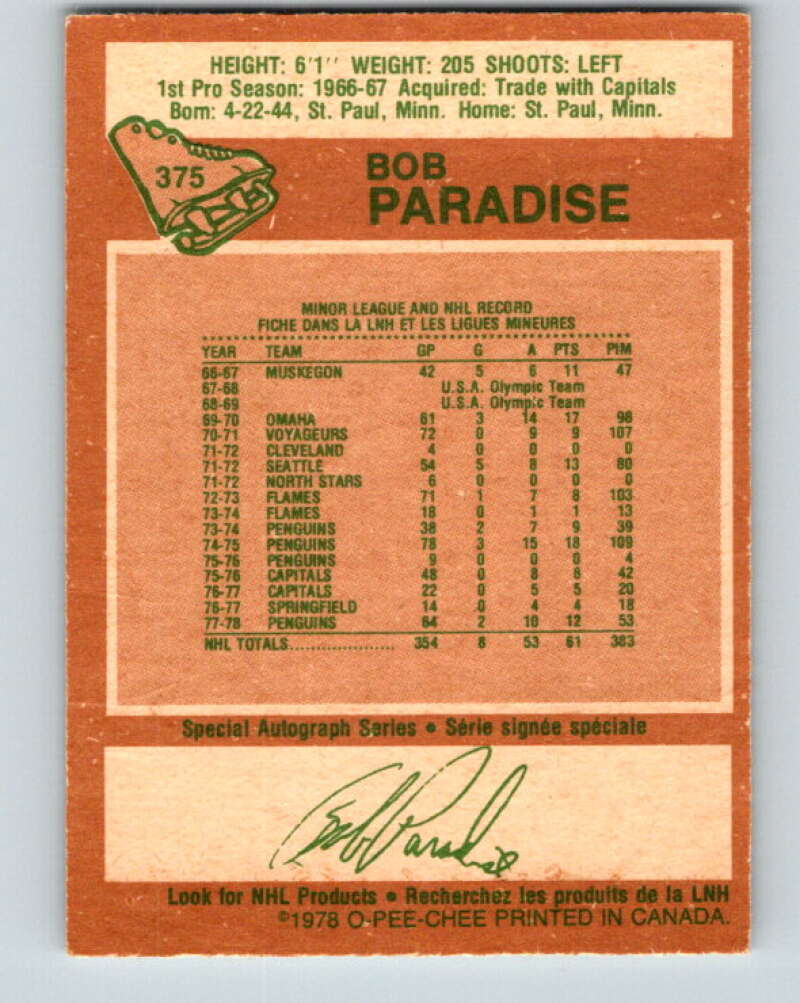 HEIGHT: 6'1'' WEIGHT: 205 SHOOTS: LEFT
1st Pro Season: 1966-67 Acquired: Trade with Capitals
Born: 4-22-44, St. Paul, Minn. Home: St. Paul, Minn.
375
BOB
PARADISE
MINOR LEAGUE AND NHL RECORD
FICHE DANS LA LNH ET LES LIGUES MINEURES
YEAR TEAM GP G A PTS PIM
66-67 MUSKEGON 42 5 6 11 47
67-68 U.S.A. Olympic Team
68-69 U.S.A. Olympic Team
69-70 OMAHA 61 3 14 17 98
70-71 VOYAGEURS 72 0 9 9 107
71-72 CLEVELAND 4 0 0 0 0
71-72 SEATTLE 54 5 8 13 80
71-72 NORTH STARS 6 0 0 0 0
72-73 FLAMES 71 1 7 8 103
73-74 FLAMES 18 0 1 1 13
73-74 PENGUINS 38 2 7 9 39
74-75 PENGUINS 78 3 15 18 109
75-76 PENGUINS 9 0 0 0 4
75-76 CAPITALS 48 0 8 8 42
76-77 CAPITALS 22 0 5 5 20
76-77 SPRINGFIELD 14 0 4 4 18
77-78 PENGUINS 64 2 10 12 53
NHL TOTALS.................... 354 8 53 61 383
Special Autograph Series • Série signée spéciale
Bob Paradise
Look for NHL Products • Recherchez les produits de la LNH
©1978 O-PEE-CHEE PRINTED IN CANADA.